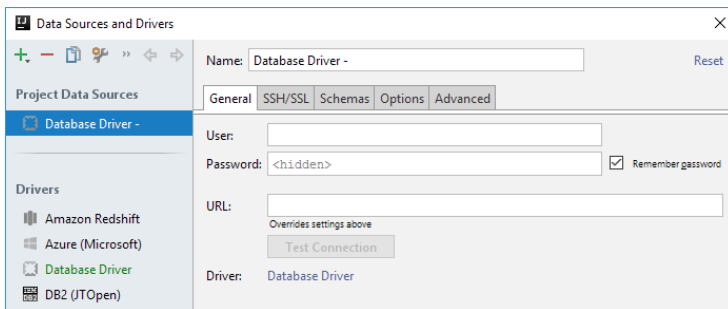 Data Sources and Drivers
Name: Database Driver - Reset
Project Data Sources
Database Driver -
General SSH/SSL Schemas Options Advanced
User:
Password: <hidden> Remember password
URL:
Overrides settings above
Test Connection
Driver: Database Driver
Drivers
Amazon Redshift
Azure (Microsoft)
Database Driver
DB2 (JTOpen)